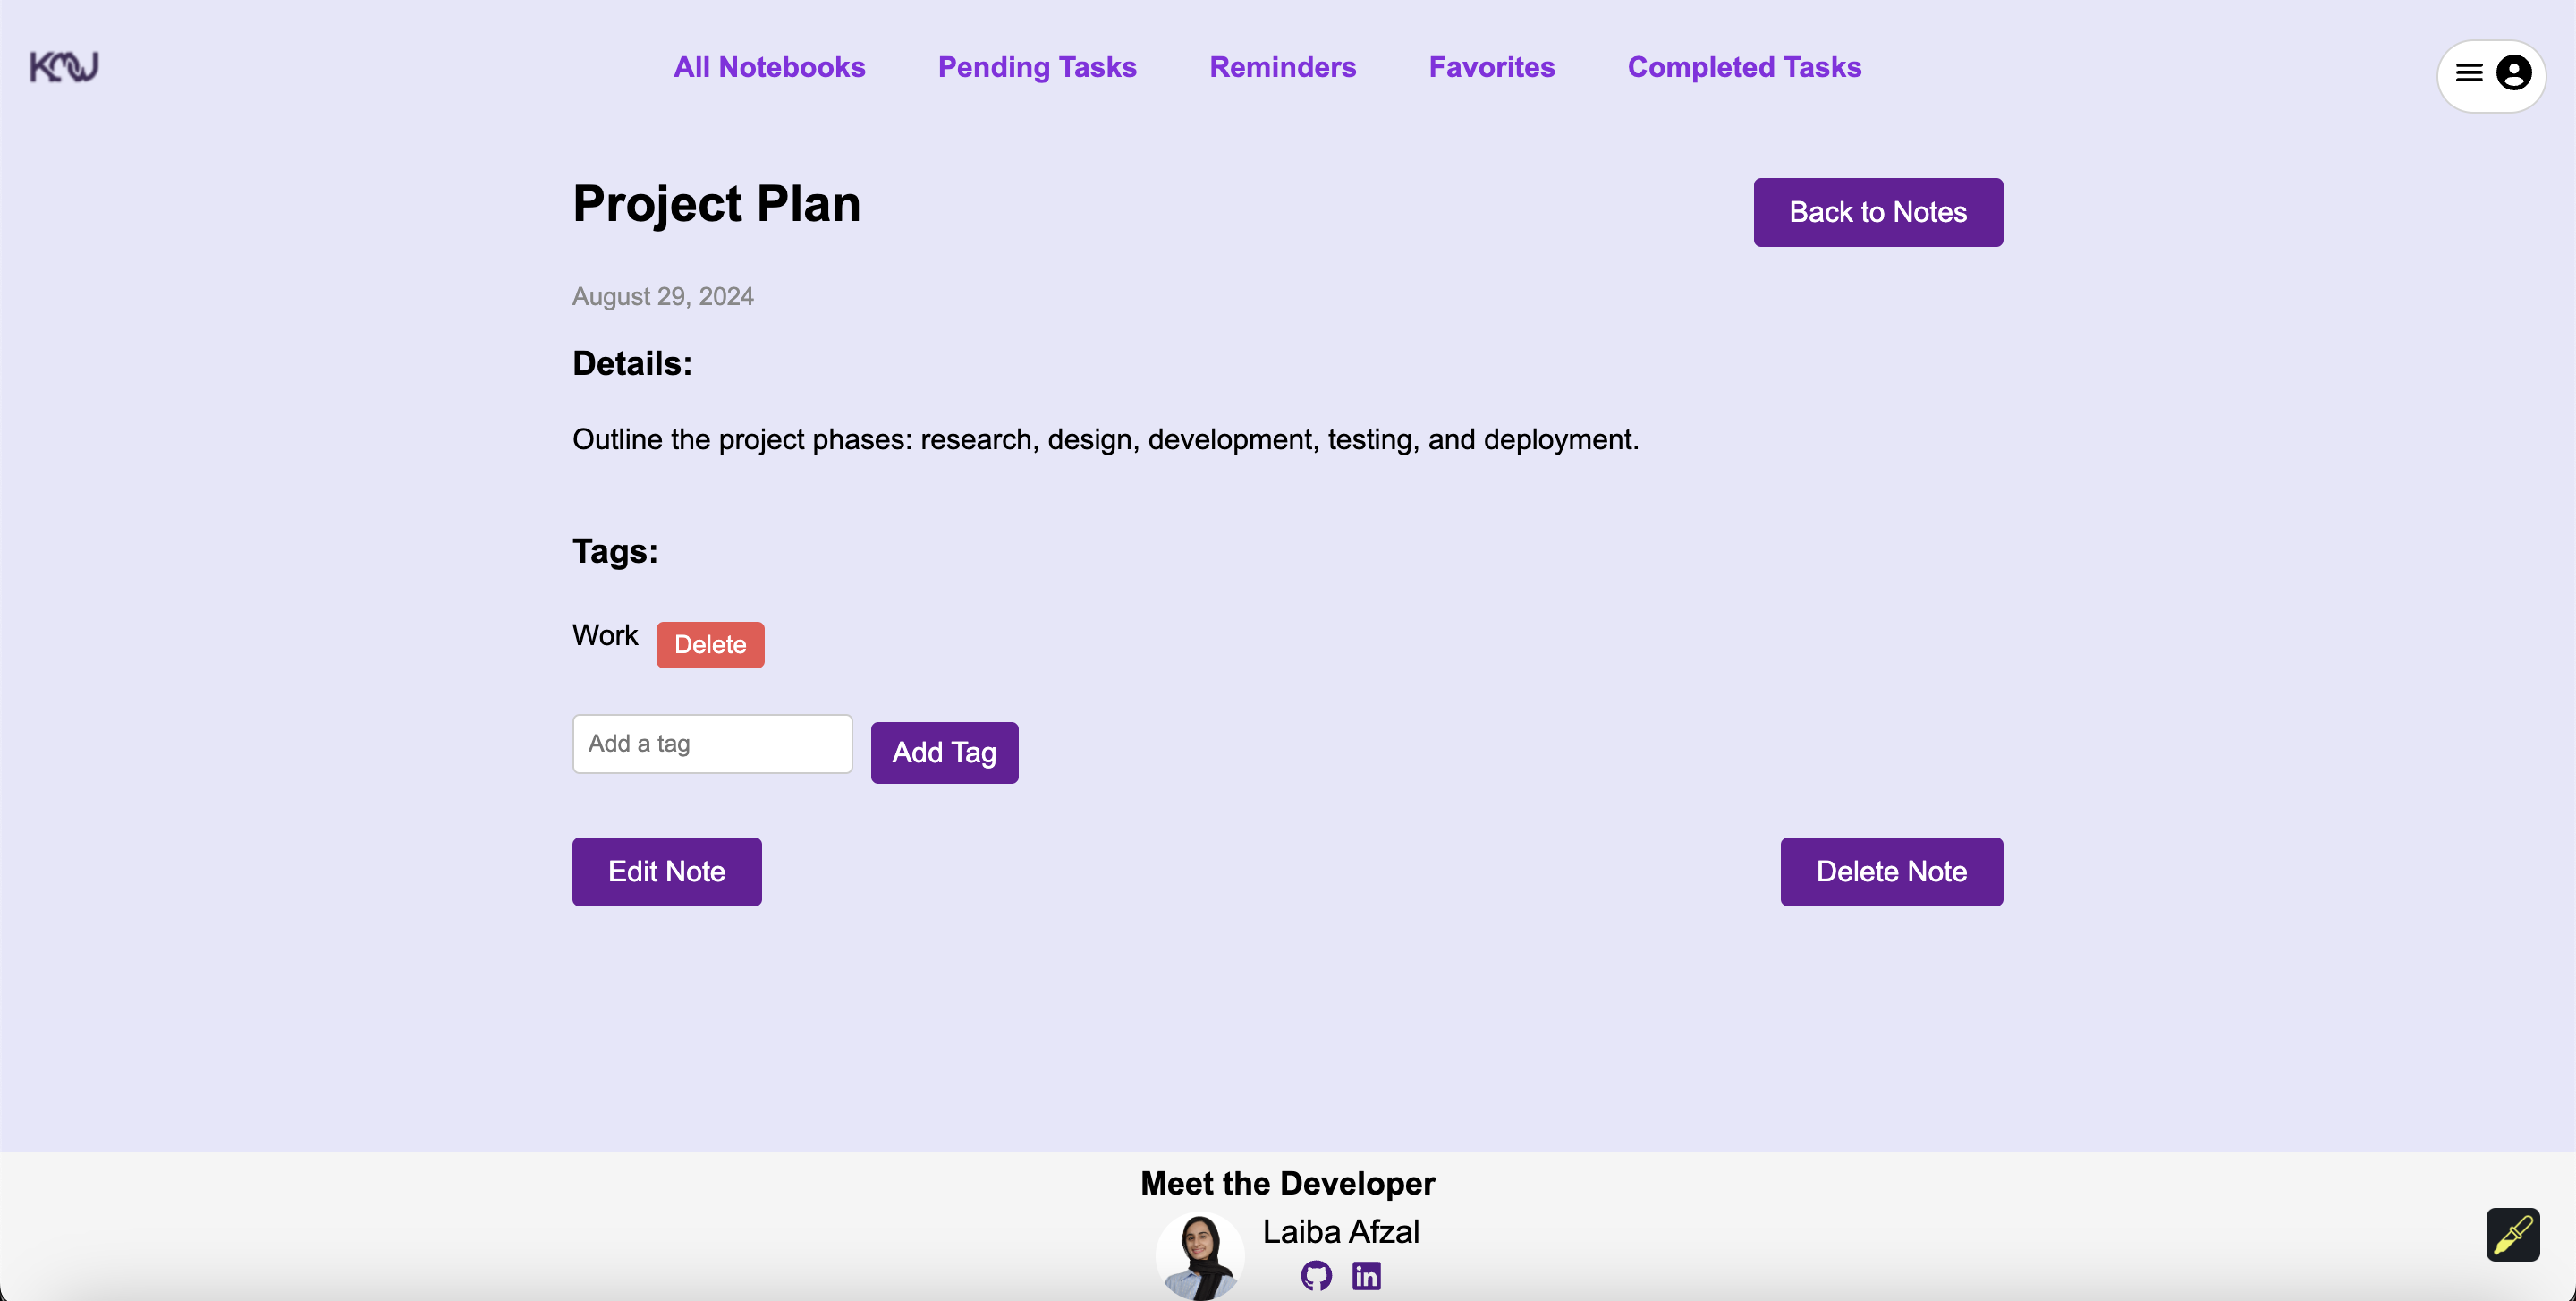 All Notebooks Pending Tasks Reminders Favorites Completed Tasks
Project Plan
Back to Notes
August 29, 2024
Details:
Outline the project phases: research, design, development, testing, and deployment.
Tags:
Work Delete
Add a tag Add Tag
Edit Note Delete Note
Meet the Developer
Laiba Afzal
in